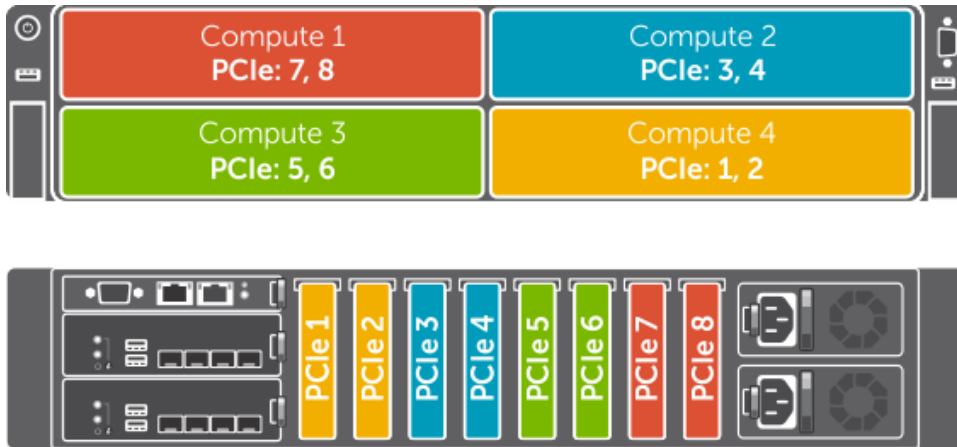 Compute 1
PCIe: 7, 8
Compute 2
PCIe: 3, 4
Compute 3
PCIe: 5, 6
Compute 4
PCIe: 1, 2
PCIe 1
PCIe 2
PCIe 3
PCIe 4
PCIe 5
PCIe 6
PCIe 7
PCIe 8